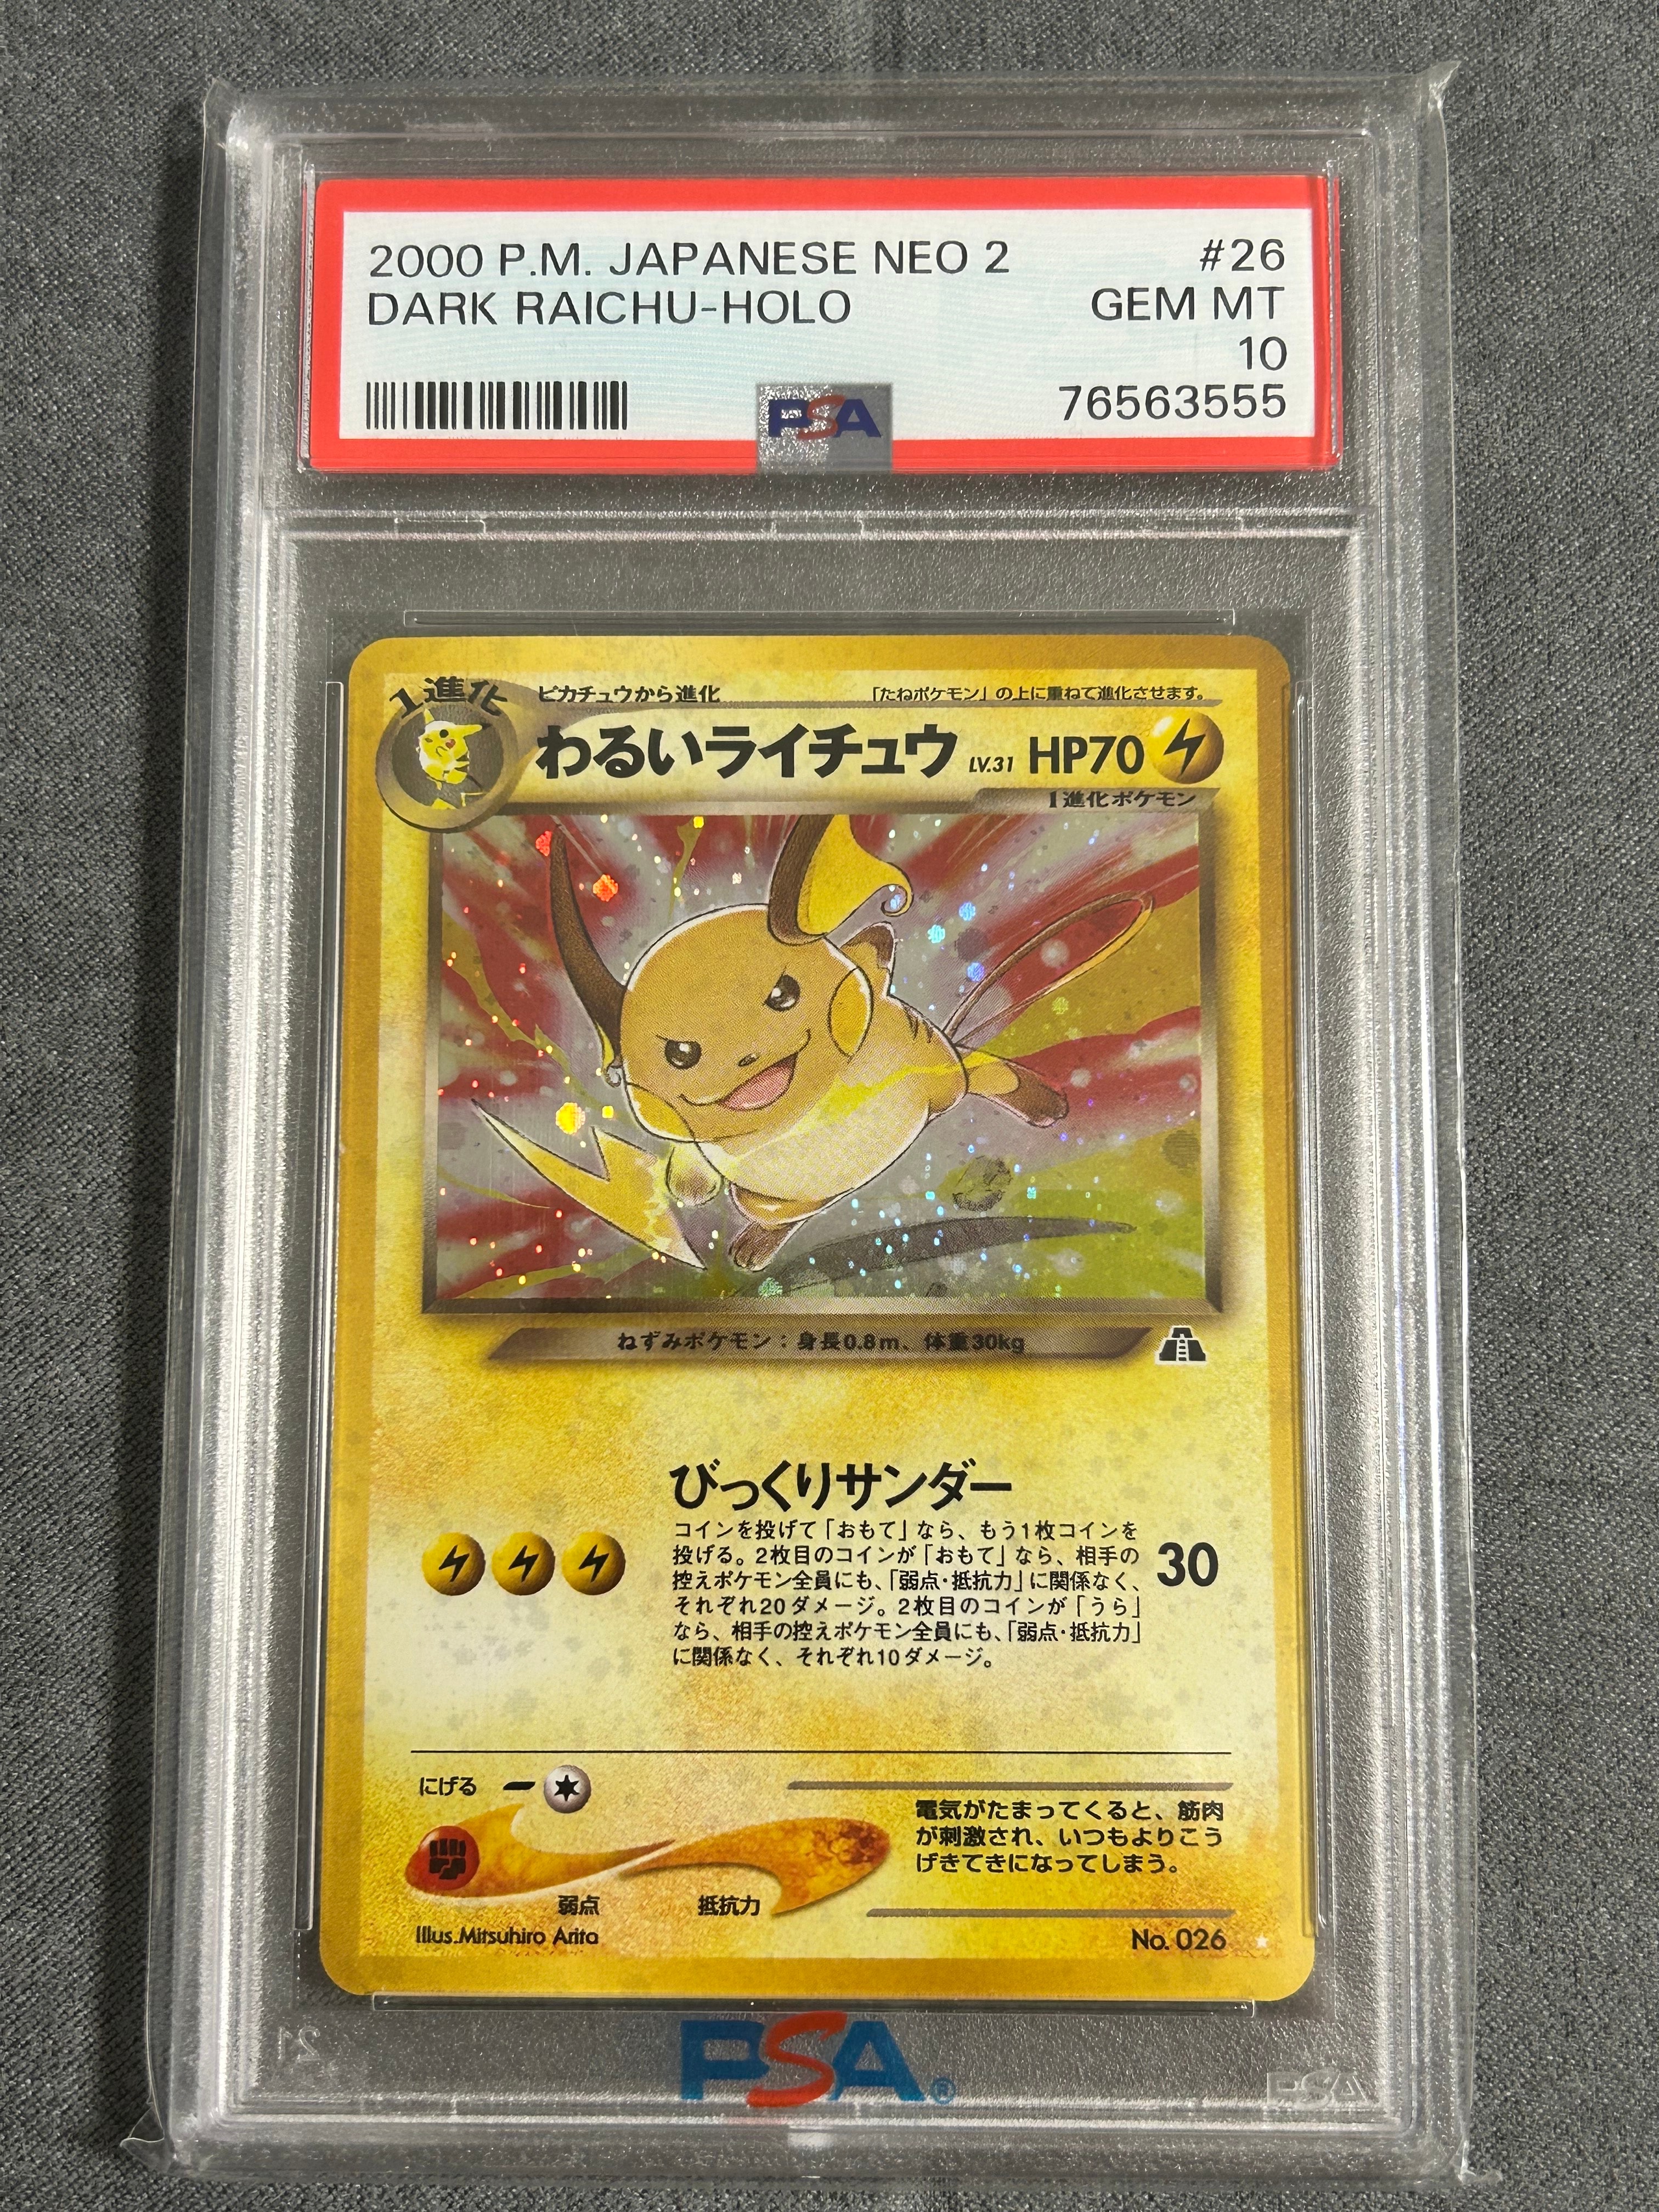 2000 P.M. JAPANESE NEO 2 #26
DARK RAICHU-HOLO GEM MT
10
PSA 76563555
1進化
ピカチュウから進化 「たねポケモン」の上に重ねて進化させます。
わるいライチュウ LV.31 HP70
1進化ポケモン
ねずみポケモン：身長0.8m、体重30kg
びっくりサンダー
コインを投げて「おもて」なら、もう1枚コインを
投げる。2枚目のコインが「おもて」なら、相手の
控えポケモン全員にも、「弱点・抵抗力」に関係なく、
それぞれ20ダメージ。2枚目のコインが「うら」
なら、相手の控えポケモン全員にも、「弱点・抵抗力」
に関係なく、それぞれ10ダメージ。
30
にげる
電気がたまってくると、筋肉
が刺激され、いつもよりこう
げきてきになってしまう。
弱点 抵抗力
Illus.Mitsuhiro Arita No. 026
PSA®
PSA